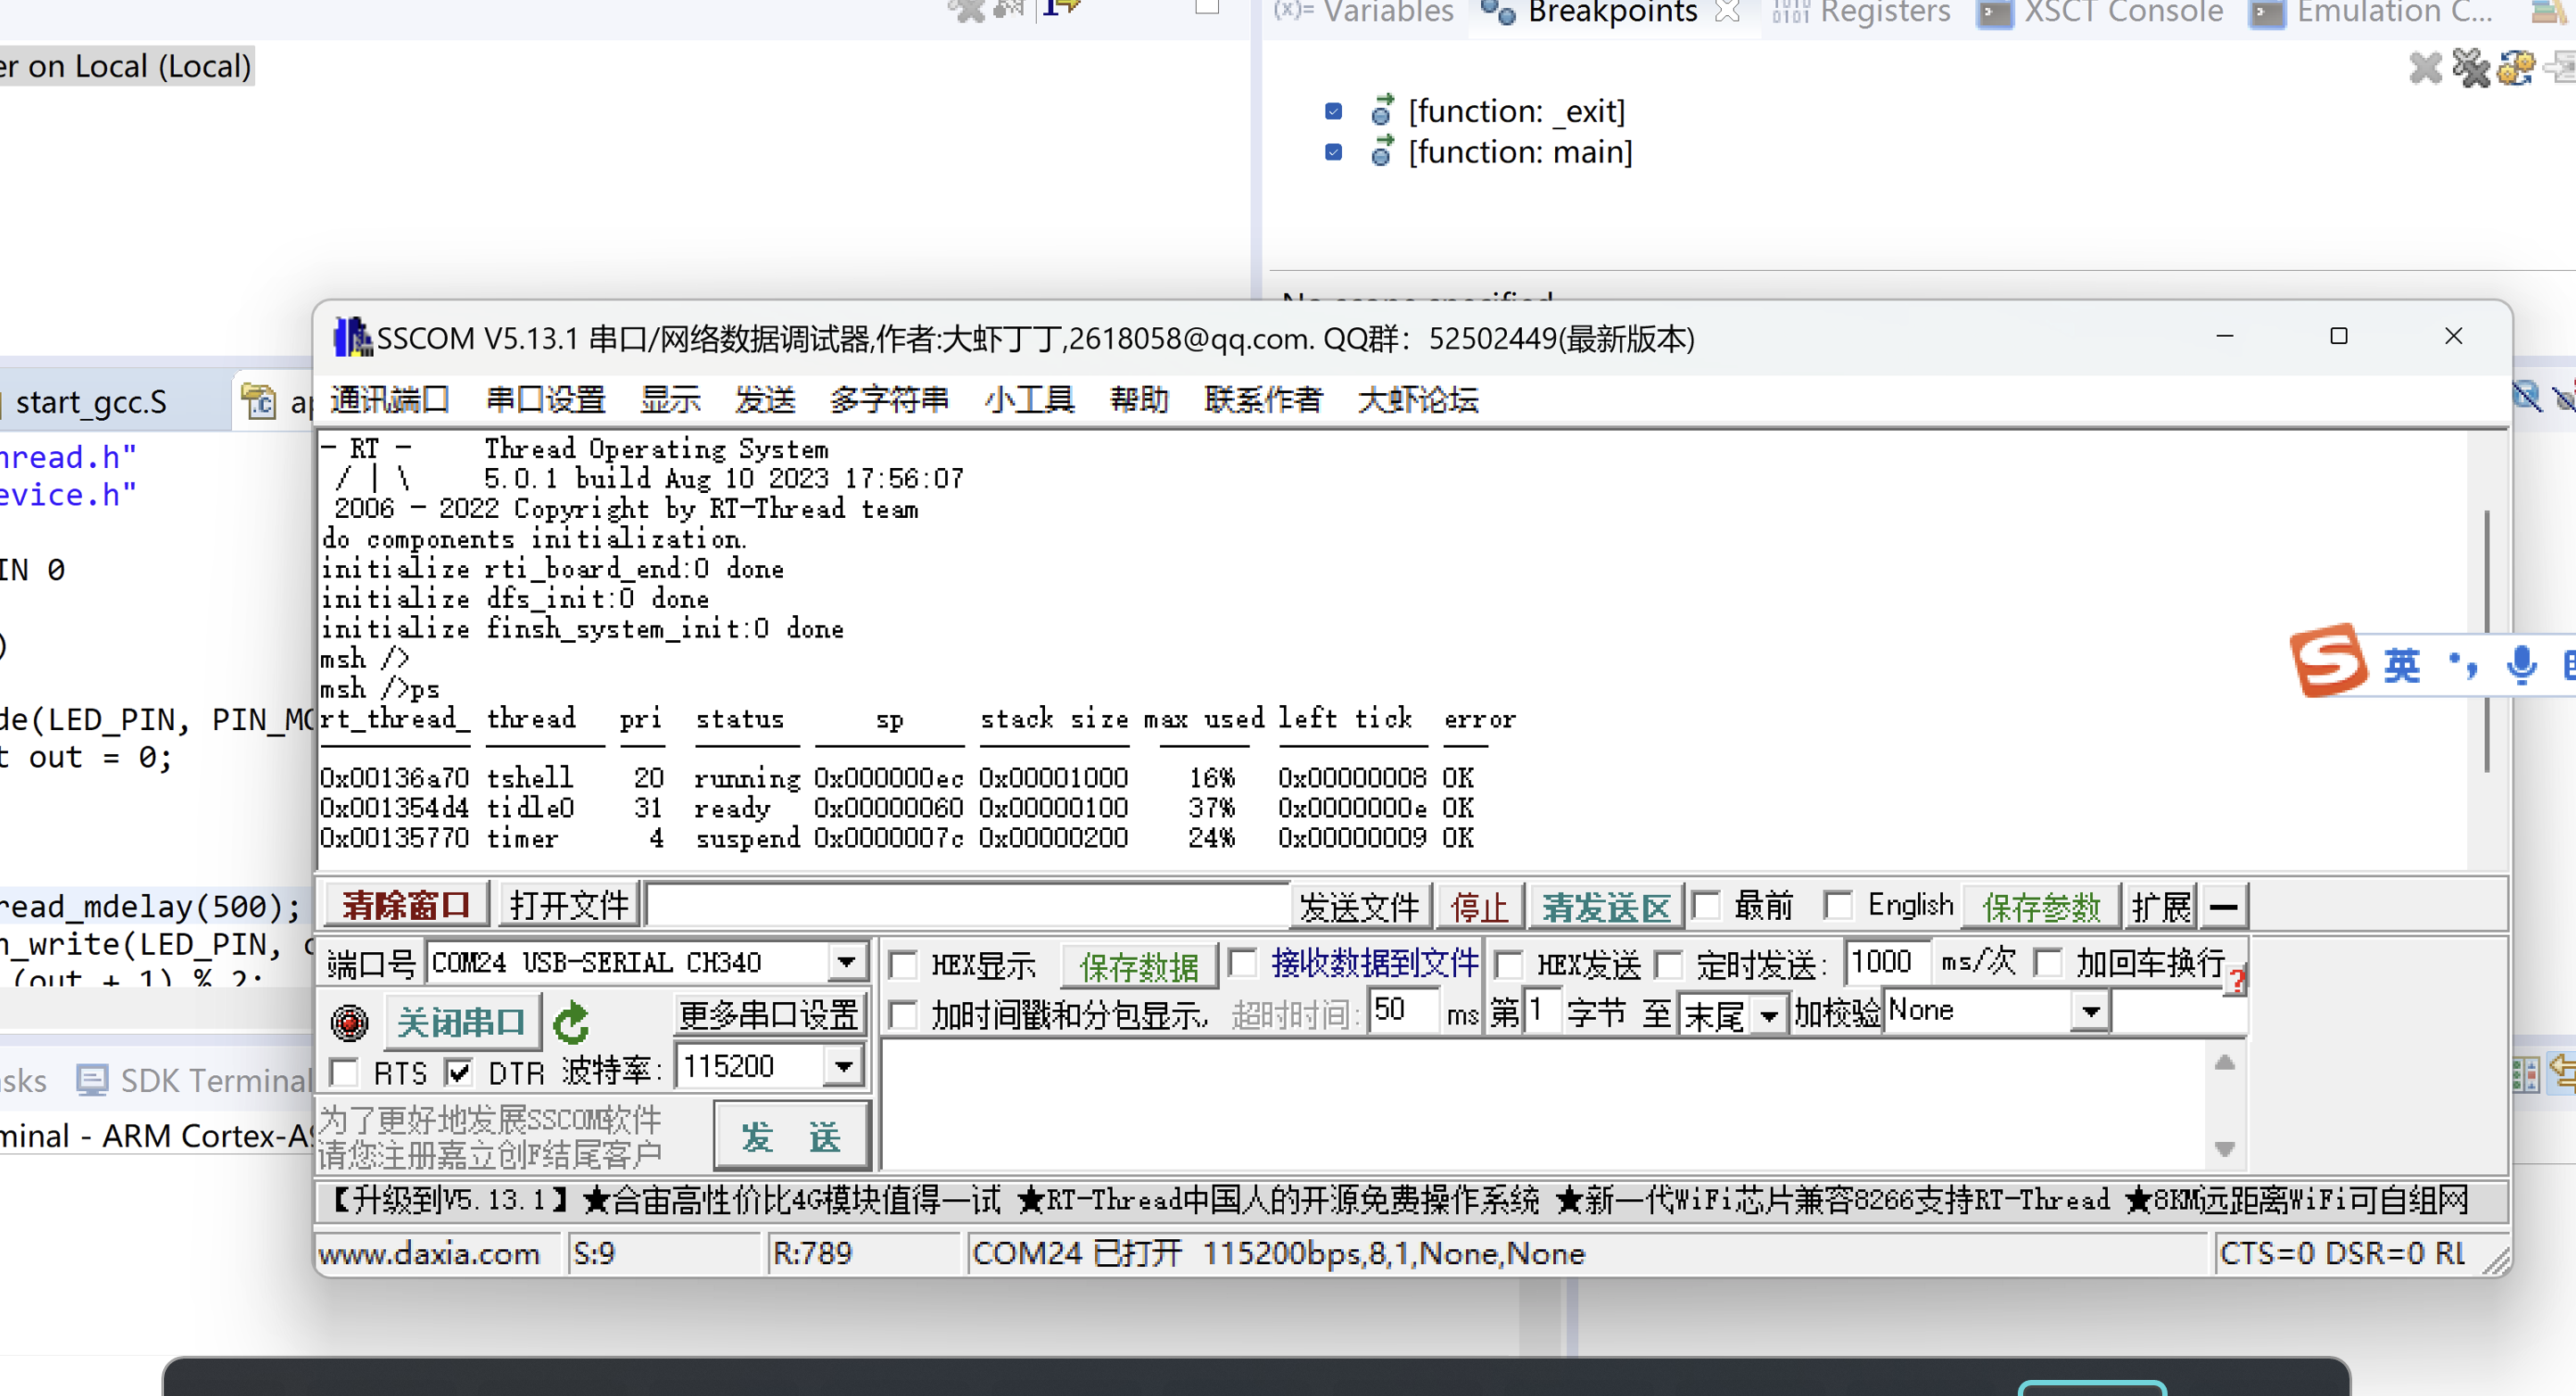 (x)= Variables
Breakpoints
Registers
XSCT Console
Emulation C...
er on Local (Local)
[function: _exit]
[function: main]
SSCOM V5.13.1 串口/网络数据调试器,作者:大虾丁丁,2618058@qq.com. QQ群：52502449(最新版本)
通讯端口 串口设置 显示 发送 多字符串 小工具 帮助 联系作者 大虾论坛
start_gcc.S
hread.h"
evice.h"
IN 0
)
de(LED_PIN, PIN_MO
t out = 0;
read_mdelay(500);
n_write(LED_PIN,
(out + 1) % 2;
- RT -     Thread Operating System
/ | \     5.0.1 build Aug 10 2023 17:56:07
2006 - 2022 Copyright by RT-Thread team
do components initialization.
initialize rti_board_end:0 done
initialize dfs_init:0 done
initialize finsh_system_init:0 done
msh />
msh />ps
rt_thread_ thread pri status sp stack size max used left tick error
0x00136a70 tshell 20 running 0x000000ec 0x00001000 16% 0x00000008 OK
0x001354d4 tidle0 31 ready 0x00000060 0x00000100 37% 0x0000000e OK
0x00135770 timer 4 suspend 0x0000007c 0x00000200 24% 0x00000009 OK
英
清除窗口 打开文件 发送文件 停止 清发送区 最前 English 保存参数 扩展 —
端口号 COM24 USB-SERIAL CH340 HEX显示 保存数据 接收数据到文件 HEX发送 定时发送: 1000 ms/次 加回车换行
关闭串口 更多串口设置 加时间戳和分包显示, 超时时间: 50 ms 第1 字节 至 末尾 加校验 None
RTS DTR 波特率: 115200
为了更好地发展SSCOM软件
请您注册嘉立创F结尾客户
发 送
【升级到V5.13.1】★合宙高性价比4G模块值得一试 ★RT-Thread中国人的开源免费操作系统 ★新一代WiFi芯片兼容8266支持RT-Thread ★8KM远距离WiFi可自组网
www.daxia.com S:9 R:789 COM24 已打开 115200bps,8,1,None,None CTS=0 DSR=0 RL
sks
SDK Terminal
minal - ARM Cortex-A